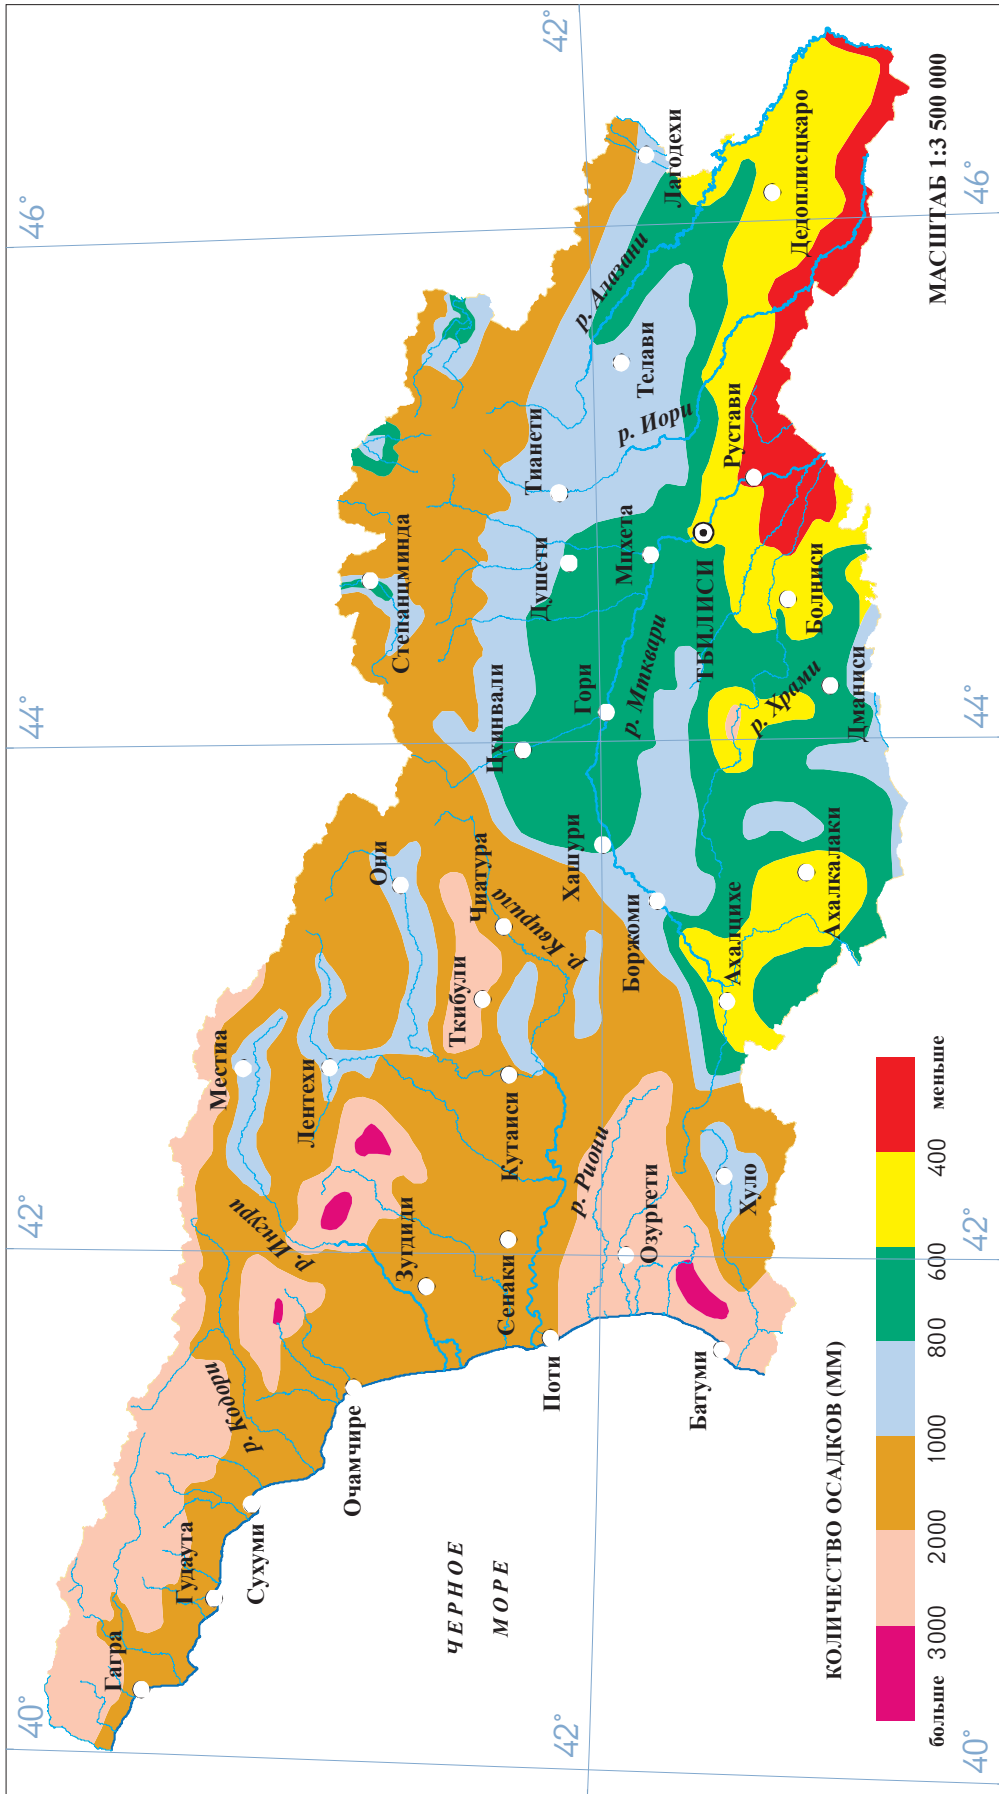 40°
42°
44°
46°
42°
Гагра
Гудаута
Сухуми
р. Кодори
Очамчире
Местиа
р. Ингури
Лентехи
Они
Зугдиди
Ткибули
Чиатура
р. Квирила
Сенаки
Кутаиси
Поти
р. Риони
Озургети
Батуми
Хуло
Степанцминда
Цхинвали
Душети
Тианети
Хашури
Гори
Мцхета
р. Мтквари
Боржоми
Ахалцихе
Ахалкалаки
ТБИЛИСИ
р. Храми
Дманиси
Болниси
Рустави
р. Иори
Телави
р. Алазани
Лагодехи
Дедоплисцкаро
ЧЕРНОЕ
МОРЕ
42°
КОЛИЧЕСТВО ОСАДКОВ (ММ)
больше 3000 2000 1000 800 600 400 меньше
МАСШТАБ 1:3 500 000
40°
42°
44°
46°